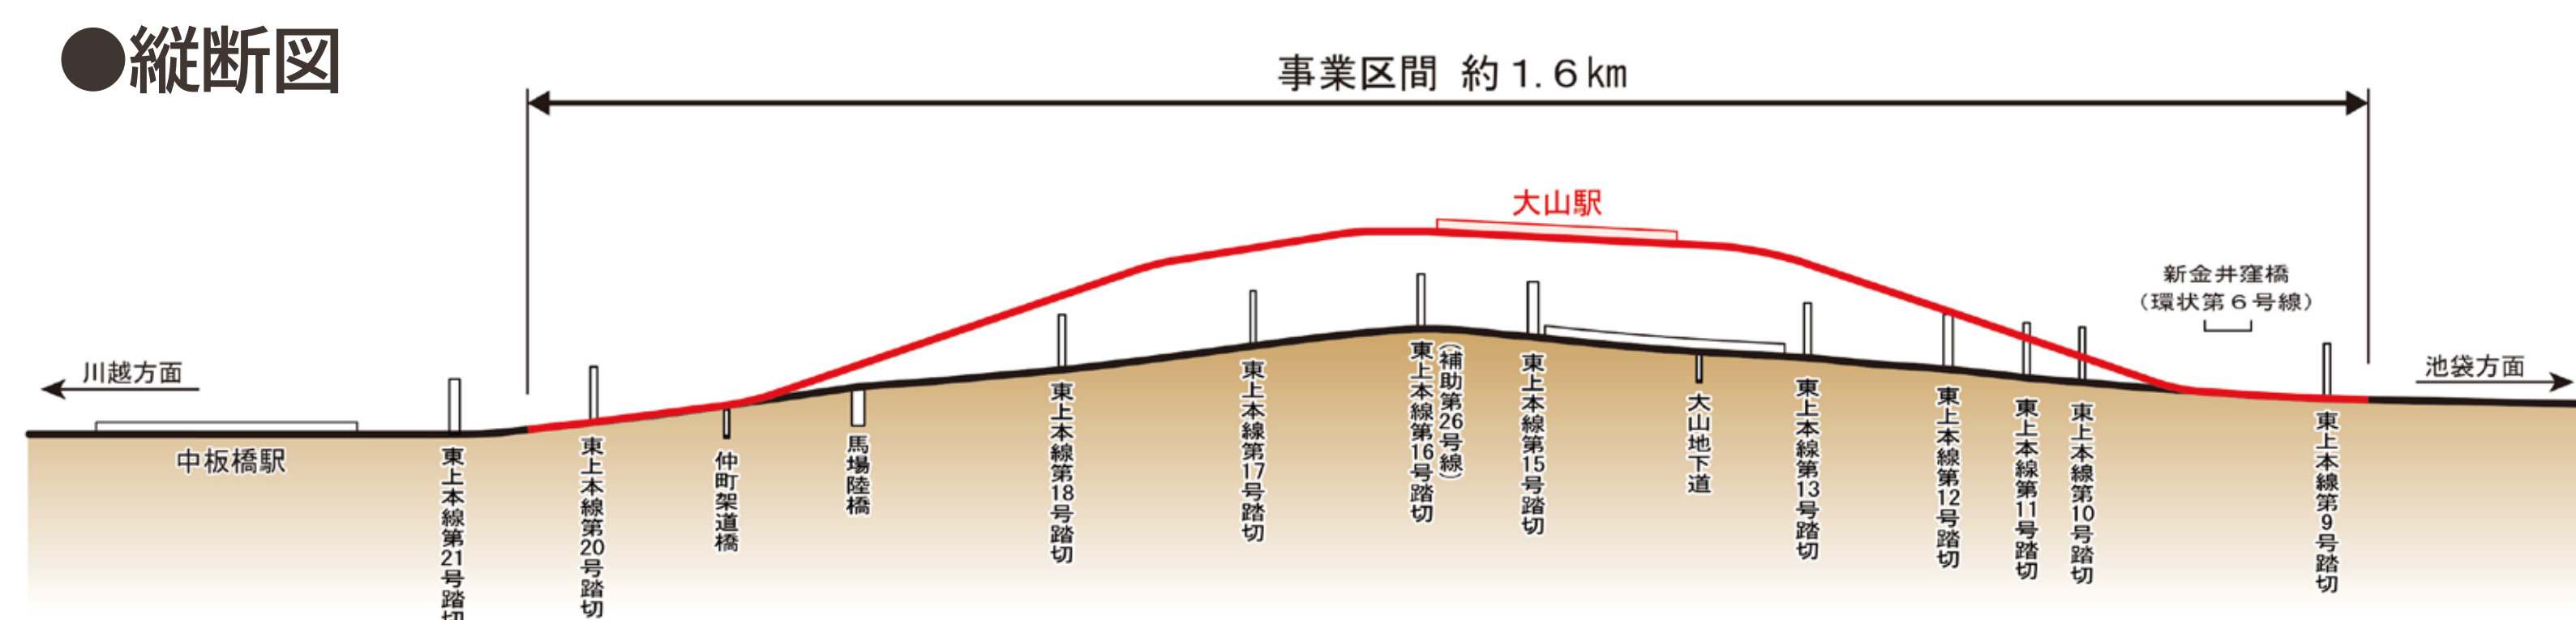 ●縦断図
事業区間 約1.6km
大山駅
新金井窪橋
（環状第6号線）
川越方面
池袋方面
中板橋駅
東上本線第21号踏切
東上本線第20号踏切
仲町架道橋
馬場陸橋
東上本線第18号踏切
東上本線第17号踏切
東上本線第16号踏切
（補助第26号線）
東上本線第15号踏切
大山地下道
東上本線第13号踏切
東上本線第12号踏切
東上本線第11号踏切
東上本線第10号踏切
東上本線第9号踏切